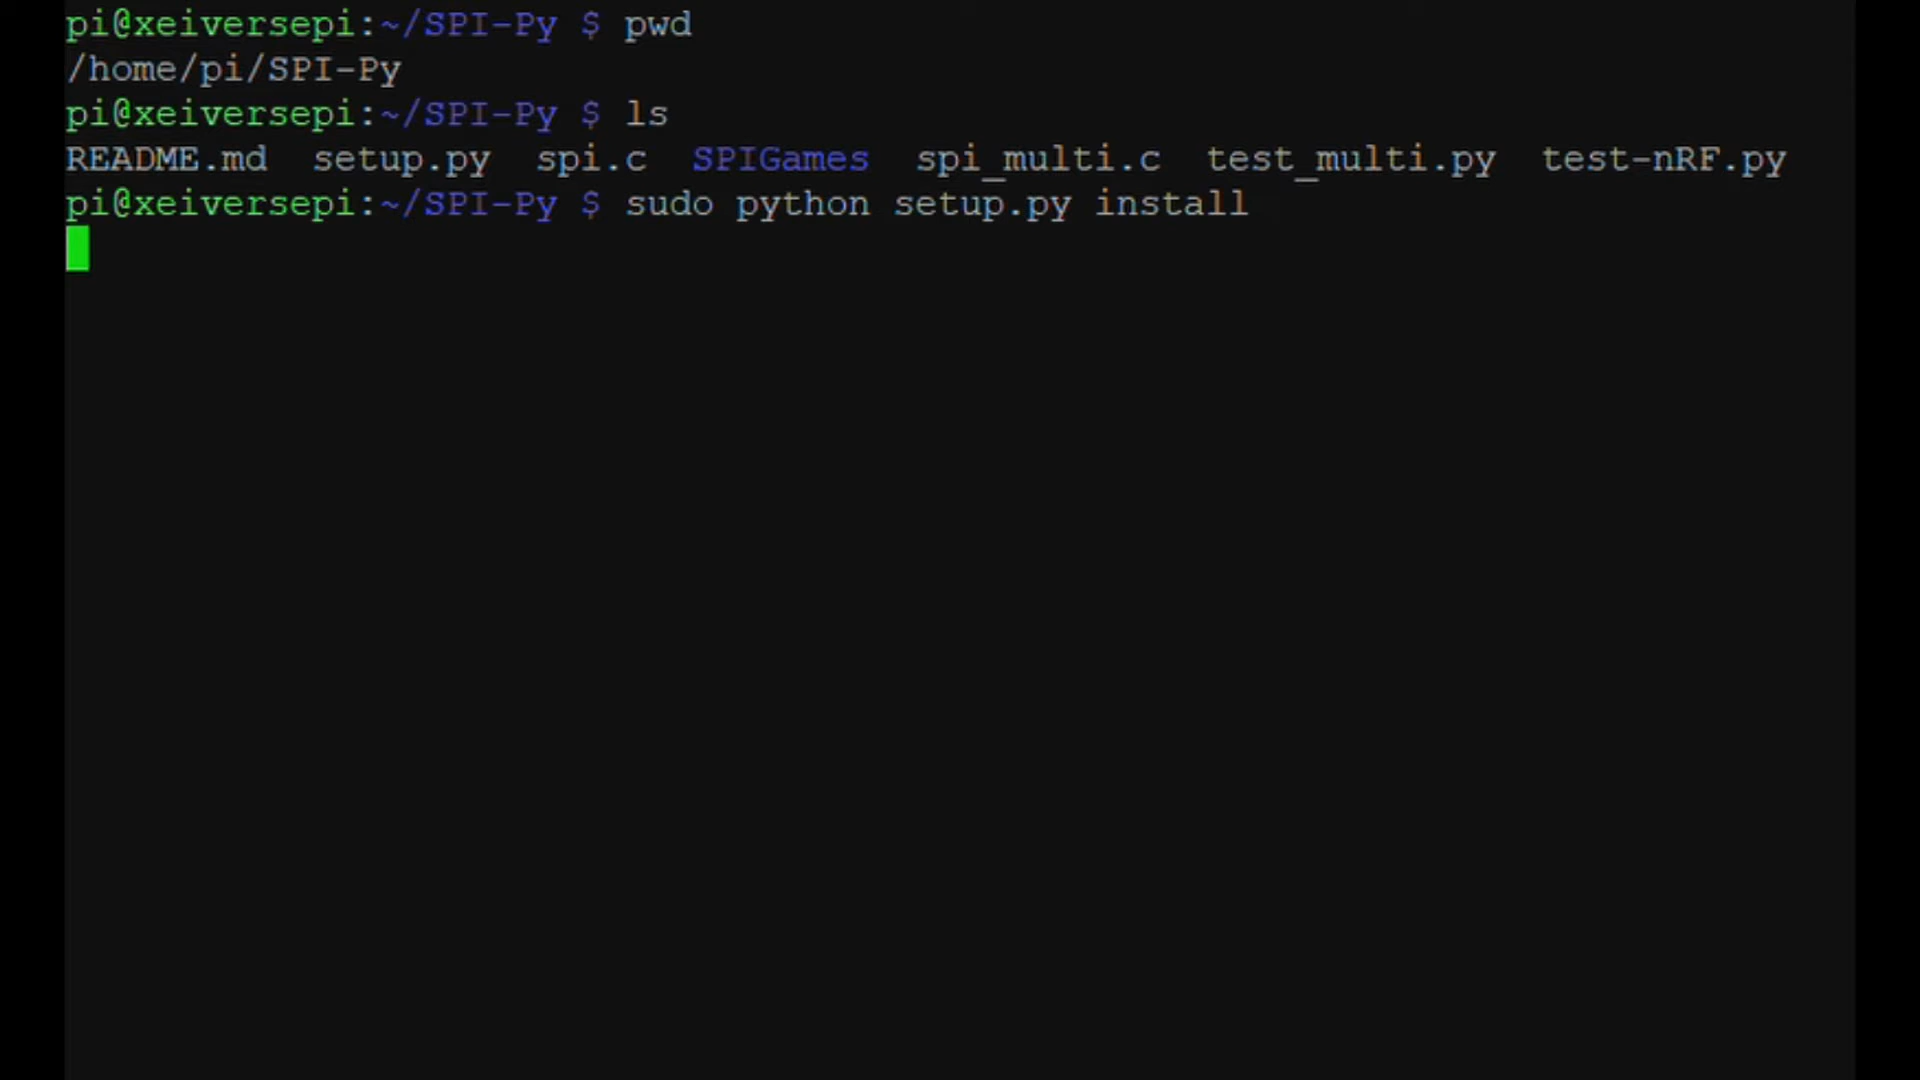 pi@xeiversepi:~/SPI-Py $ pwd
/home/pi/SPI-Py
pi@xeiversepi:~/SPI-Py $ ls
README.md  setup.py  spi.c  SPIGames  spi_multi.c  test_multi.py  test-nRF.py
pi@xeiversepi:~/SPI-Py $ sudo python setup.py install